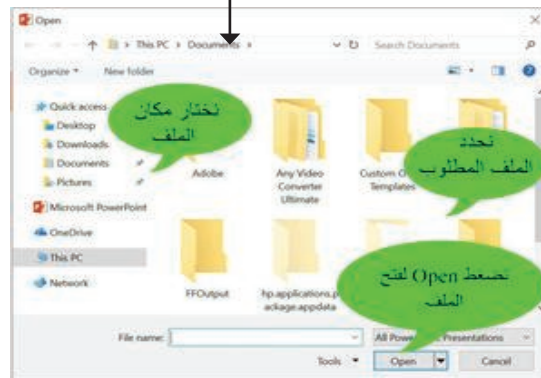 Open
This PC > Documents >
Search Documents
Organize
New folder
Quick access
Desktop
Downloads
Documents
Pictures
Microsoft PowerPoint
OneDrive
This PC
Network
نختار مكان
الملف
نحدد
الملف المطلوب
Adobe
Any Video
Converter
Ultimate
Custom O
Templates
FFOutput
hp.applications.p
ackage.appdata
نضغط Open لفتح
الملف
File name:
All Powe Presentations
Tools
Open
Cancel